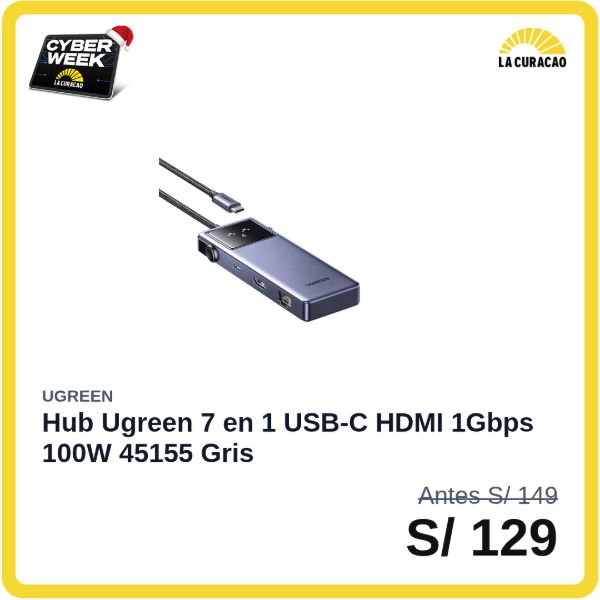 CYBER
WEEK
LA CURACAO
LA CURACAO
UGREEN
UGREEN
Hub Ugreen 7 en 1 USB-C HDMI 1Gbps
100W 45155 Gris
Antes S/ 149
S/ 129